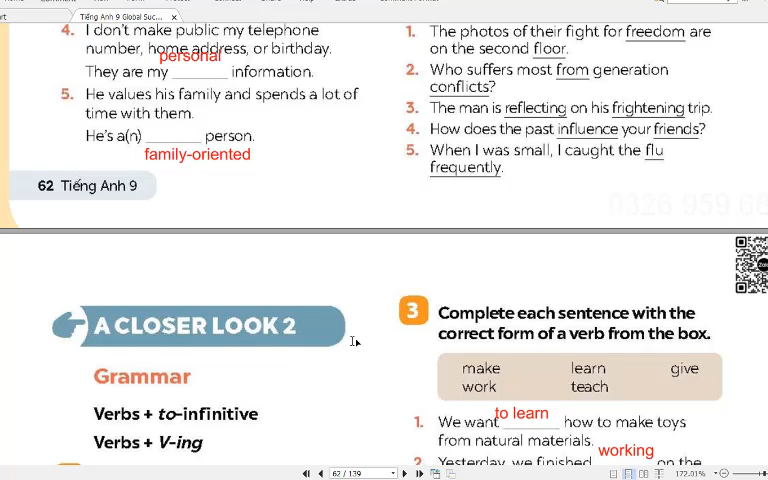 Tiếng Anh 9 Global Suc...
4. I don't make public my telephone
number, home address, or birthday.
personal
They are my ________ information.
5. He values his family and spends a lot of
time with them.
He's a(n) ________ person.
family-oriented
62 Tiếng Anh 9
1. The photos of their fight for freedom are
on the second floor.
2. Who suffers most from generation
conflicts?
3. The man is reflecting on his frightening trip.
4. How does the past influence your friends?
5. When I was small, I caught the flu
frequently.
A CLOSER LOOK 2
Grammar
Verbs + to-infinitive
Verbs + V-ing
3 Complete each sentence with the
correct form of a verb from the box.
make learn give
work teach
to learn
1. We want ________ how to make toys
from natural materials.
working
2. Yesterday, we finished ________ on the
62 / 139
172.01%